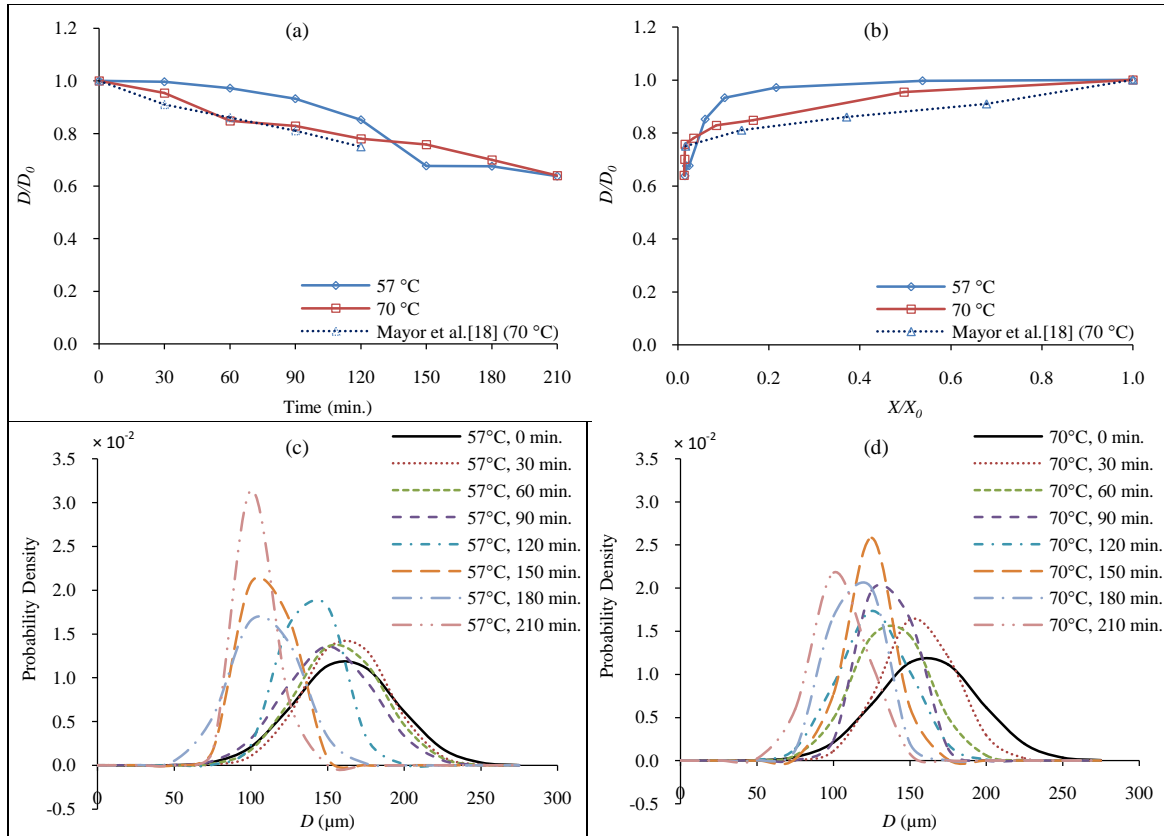 (a)
1.2
1.0
0.8
0.6
0.4
0.2
0.0
D/D0
0 30 60 90 120 150 180 210
Time (min.)
57 °C
70 °C
Mayor et al.[18] (70 °C)
(b)
1.2
1.0
0.8
0.6
0.4
0.2
0.0
D/D0
0.0 0.2 0.4 0.6 0.8 1.0
X/X0
57 °C
70 °C
Mayor et al.[18] (70 °C)
(c)
× 10-2
3.5
3.0
2.5
2.0
1.5
1.0
0.5
0.0
-0.5
Probability Density
0 50 100 150 200 250 300
D (µm)
57°C, 0 min.
57°C, 30 min.
57°C, 60 min.
57°C, 90 min.
57°C, 120 min.
57°C, 150 min.
57°C, 180 min.
57°C, 210 min.
(d)
× 10-2
3.5
3.0
2.5
2.0
1.5
1.0
0.5
0.0
-0.5
Probability Density
0 50 100 150 200 250 300
D (µm)
70°C, 0 min.
70°C, 30 min.
70°C, 60 min.
70°C, 90 min.
70°C, 120 min.
70°C, 150 min.
70°C, 180 min.
70°C, 210 min.